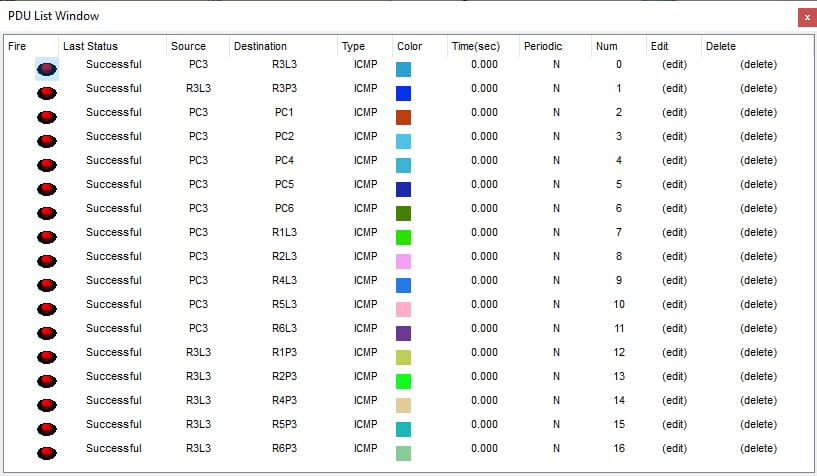 PDU List Window
x
Fire Last Status Source Destination Type Color Time(sec) Periodic Num Edit Delete
Successful PC3 R3L3 ICMP 0.000 N 0 (edit) (delete)
Successful R3L3 R3P3 ICMP 0.000 N 1 (edit) (delete)
Successful PC3 PC1 ICMP 0.000 N 2 (edit) (delete)
Successful PC3 PC2 ICMP 0.000 N 3 (edit) (delete)
Successful PC3 PC4 ICMP 0.000 N 4 (edit) (delete)
Successful PC3 PC5 ICMP 0.000 N 5 (edit) (delete)
Successful PC3 PC6 ICMP 0.000 N 6 (edit) (delete)
Successful PC3 R1L3 ICMP 0.000 N 7 (edit) (delete)
Successful PC3 R2L3 ICMP 0.000 N 8 (edit) (delete)
Successful PC3 R4L3 ICMP 0.000 N 9 (edit) (delete)
Successful PC3 R5L3 ICMP 0.000 N 10 (edit) (delete)
Successful PC3 R6L3 ICMP 0.000 N 11 (edit) (delete)
Successful R3L3 R1P3 ICMP 0.000 N 12 (edit) (delete)
Successful R3L3 R2P3 ICMP 0.000 N 13 (edit) (delete)
Successful R3L3 R4P3 ICMP 0.000 N 14 (edit) (delete)
Successful R3L3 R5P3 ICMP 0.000 N 15 (edit) (delete)
Successful R3L3 R6P3 ICMP 0.000 N 16 (edit) (delete)